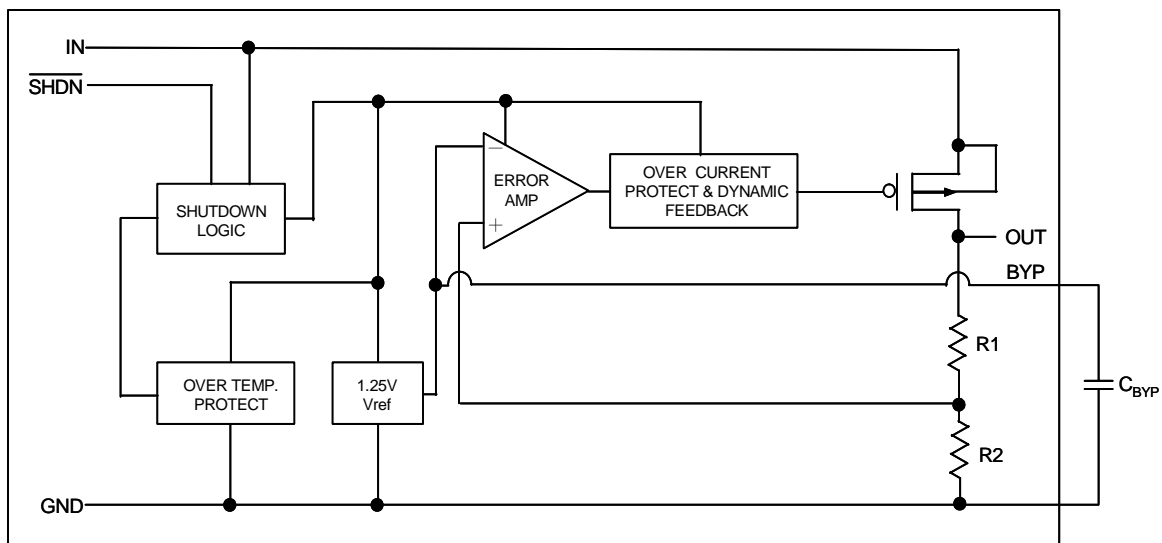 IN
SHDN
SHUTDOWN
LOGIC
−
ERROR
AMP
+
OVER CURRENT
PROTECT & DYNAMIC
FEEDBACK
OUT
BYP
R1
OVER TEMP.
PROTECT
1.25V
Vref
CBYP
R2
GND